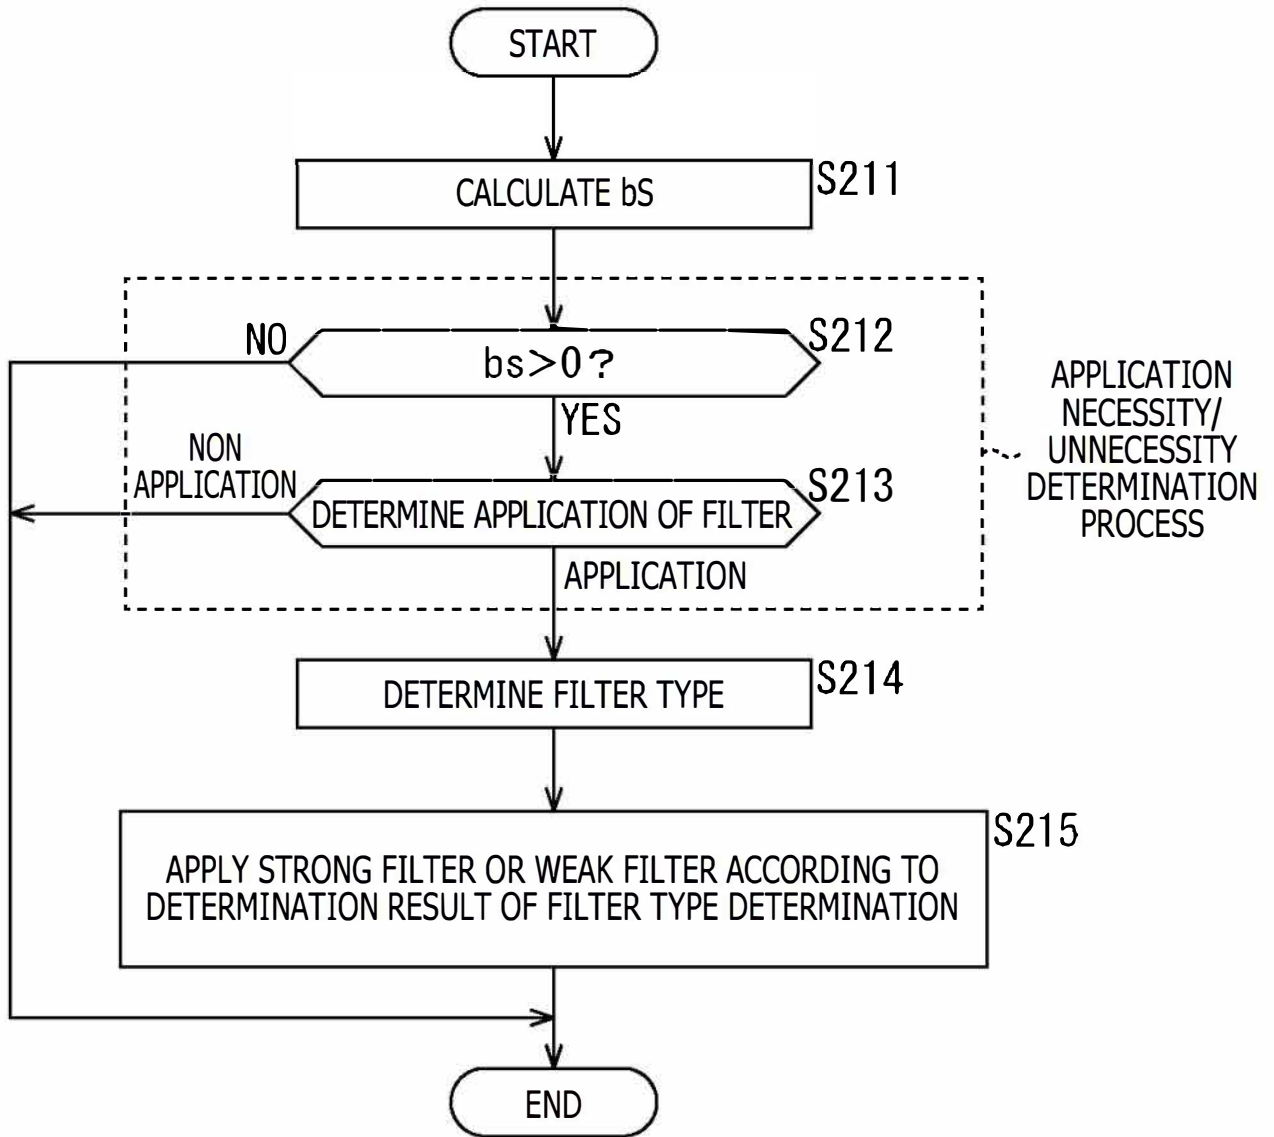 START
CALCULATE bS
S211
NO
bs>0?
S212
YES
NON
APPLICATION
DETERMINE APPLICATION OF FILTER
S213
APPLICATION
APPLICATION
NECESSITY/
UNNECESSITY
DETERMINATION
PROCESS
DETERMINE FILTER TYPE
S214
APPLY STRONG FILTER OR WEAK FILTER ACCORDING TO
DETERMINATION RESULT OF FILTER TYPE DETERMINATION
S215
END